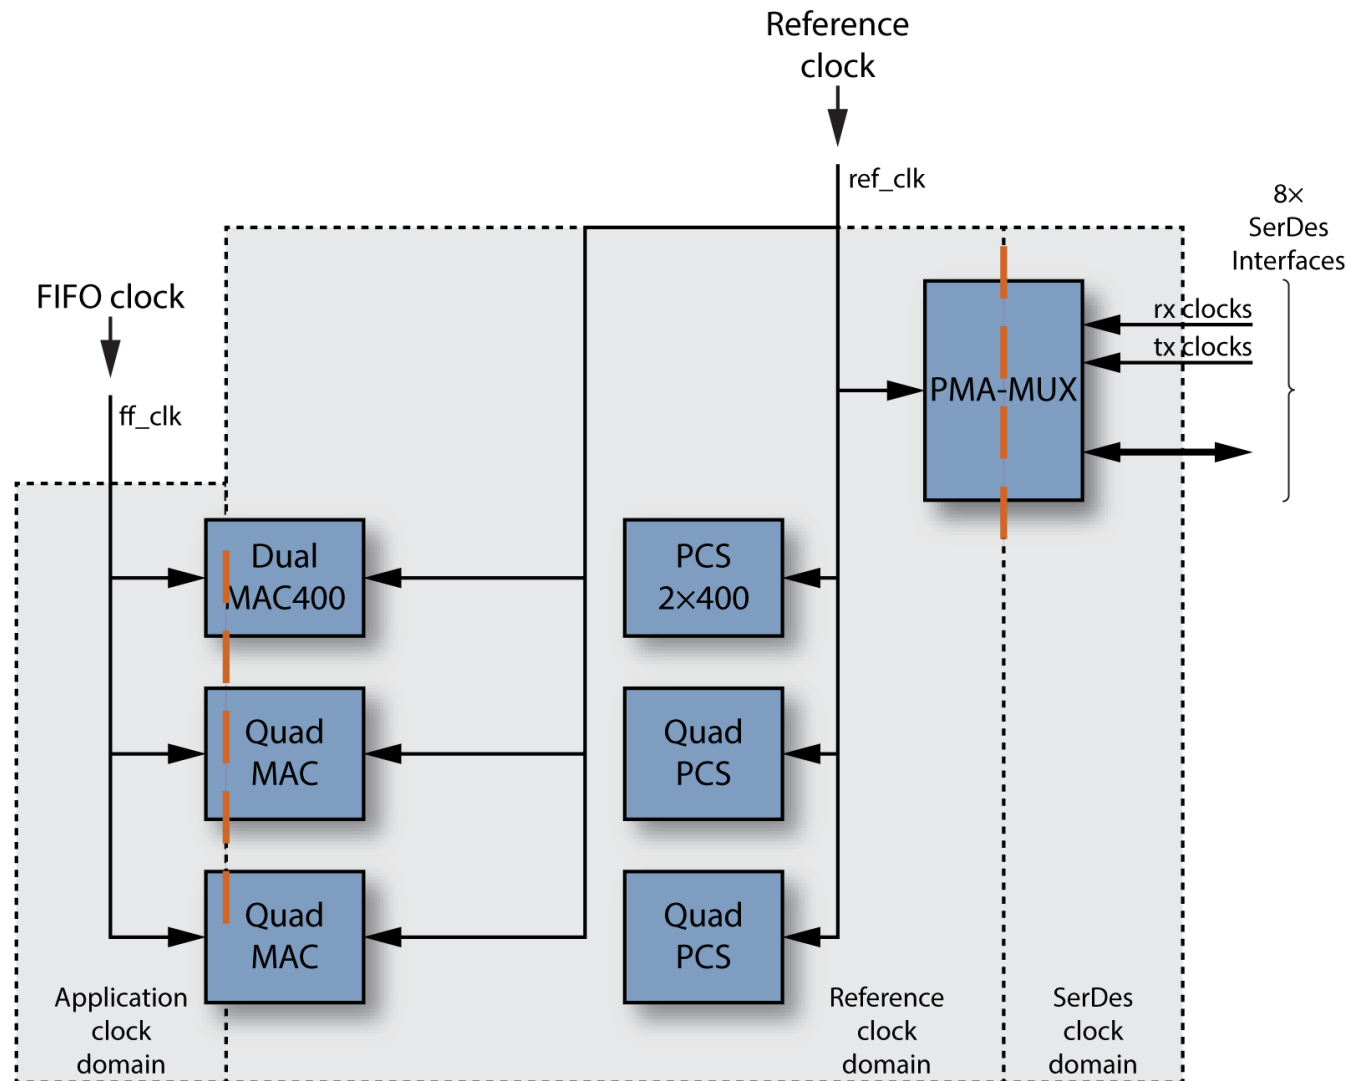 Reference
clock
ref_clk
8×
SerDes
Interfaces
FIFO clock
rx clocks
tx clocks
PMA-MUX
ff_clk
Dual
MAC400
PCS
2×400
Quad
MAC
Quad
PCS
Quad
MAC
Quad
PCS
Application
clock
domain
Reference
clock
domain
SerDes
clock
domain